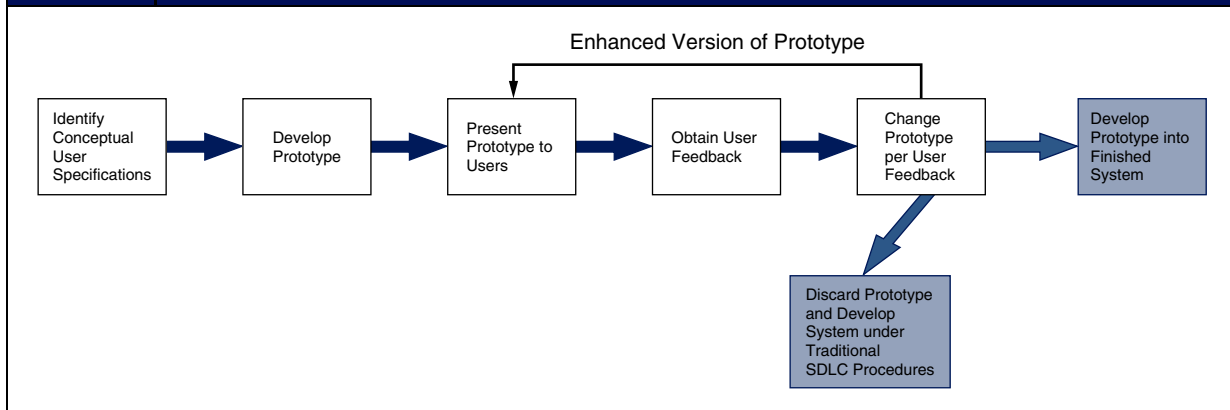 Enhanced Version of Prototype
Identify
Conceptual
User
Specifications
Develop
Prototype
Present
Prototype to
Users
Obtain User
Feedback
Change
Prototype
per User
Feedback
Develop
Prototype into
Finished
System
Discard Prototype
and Develop
System under
Traditional
SDLC Procedures